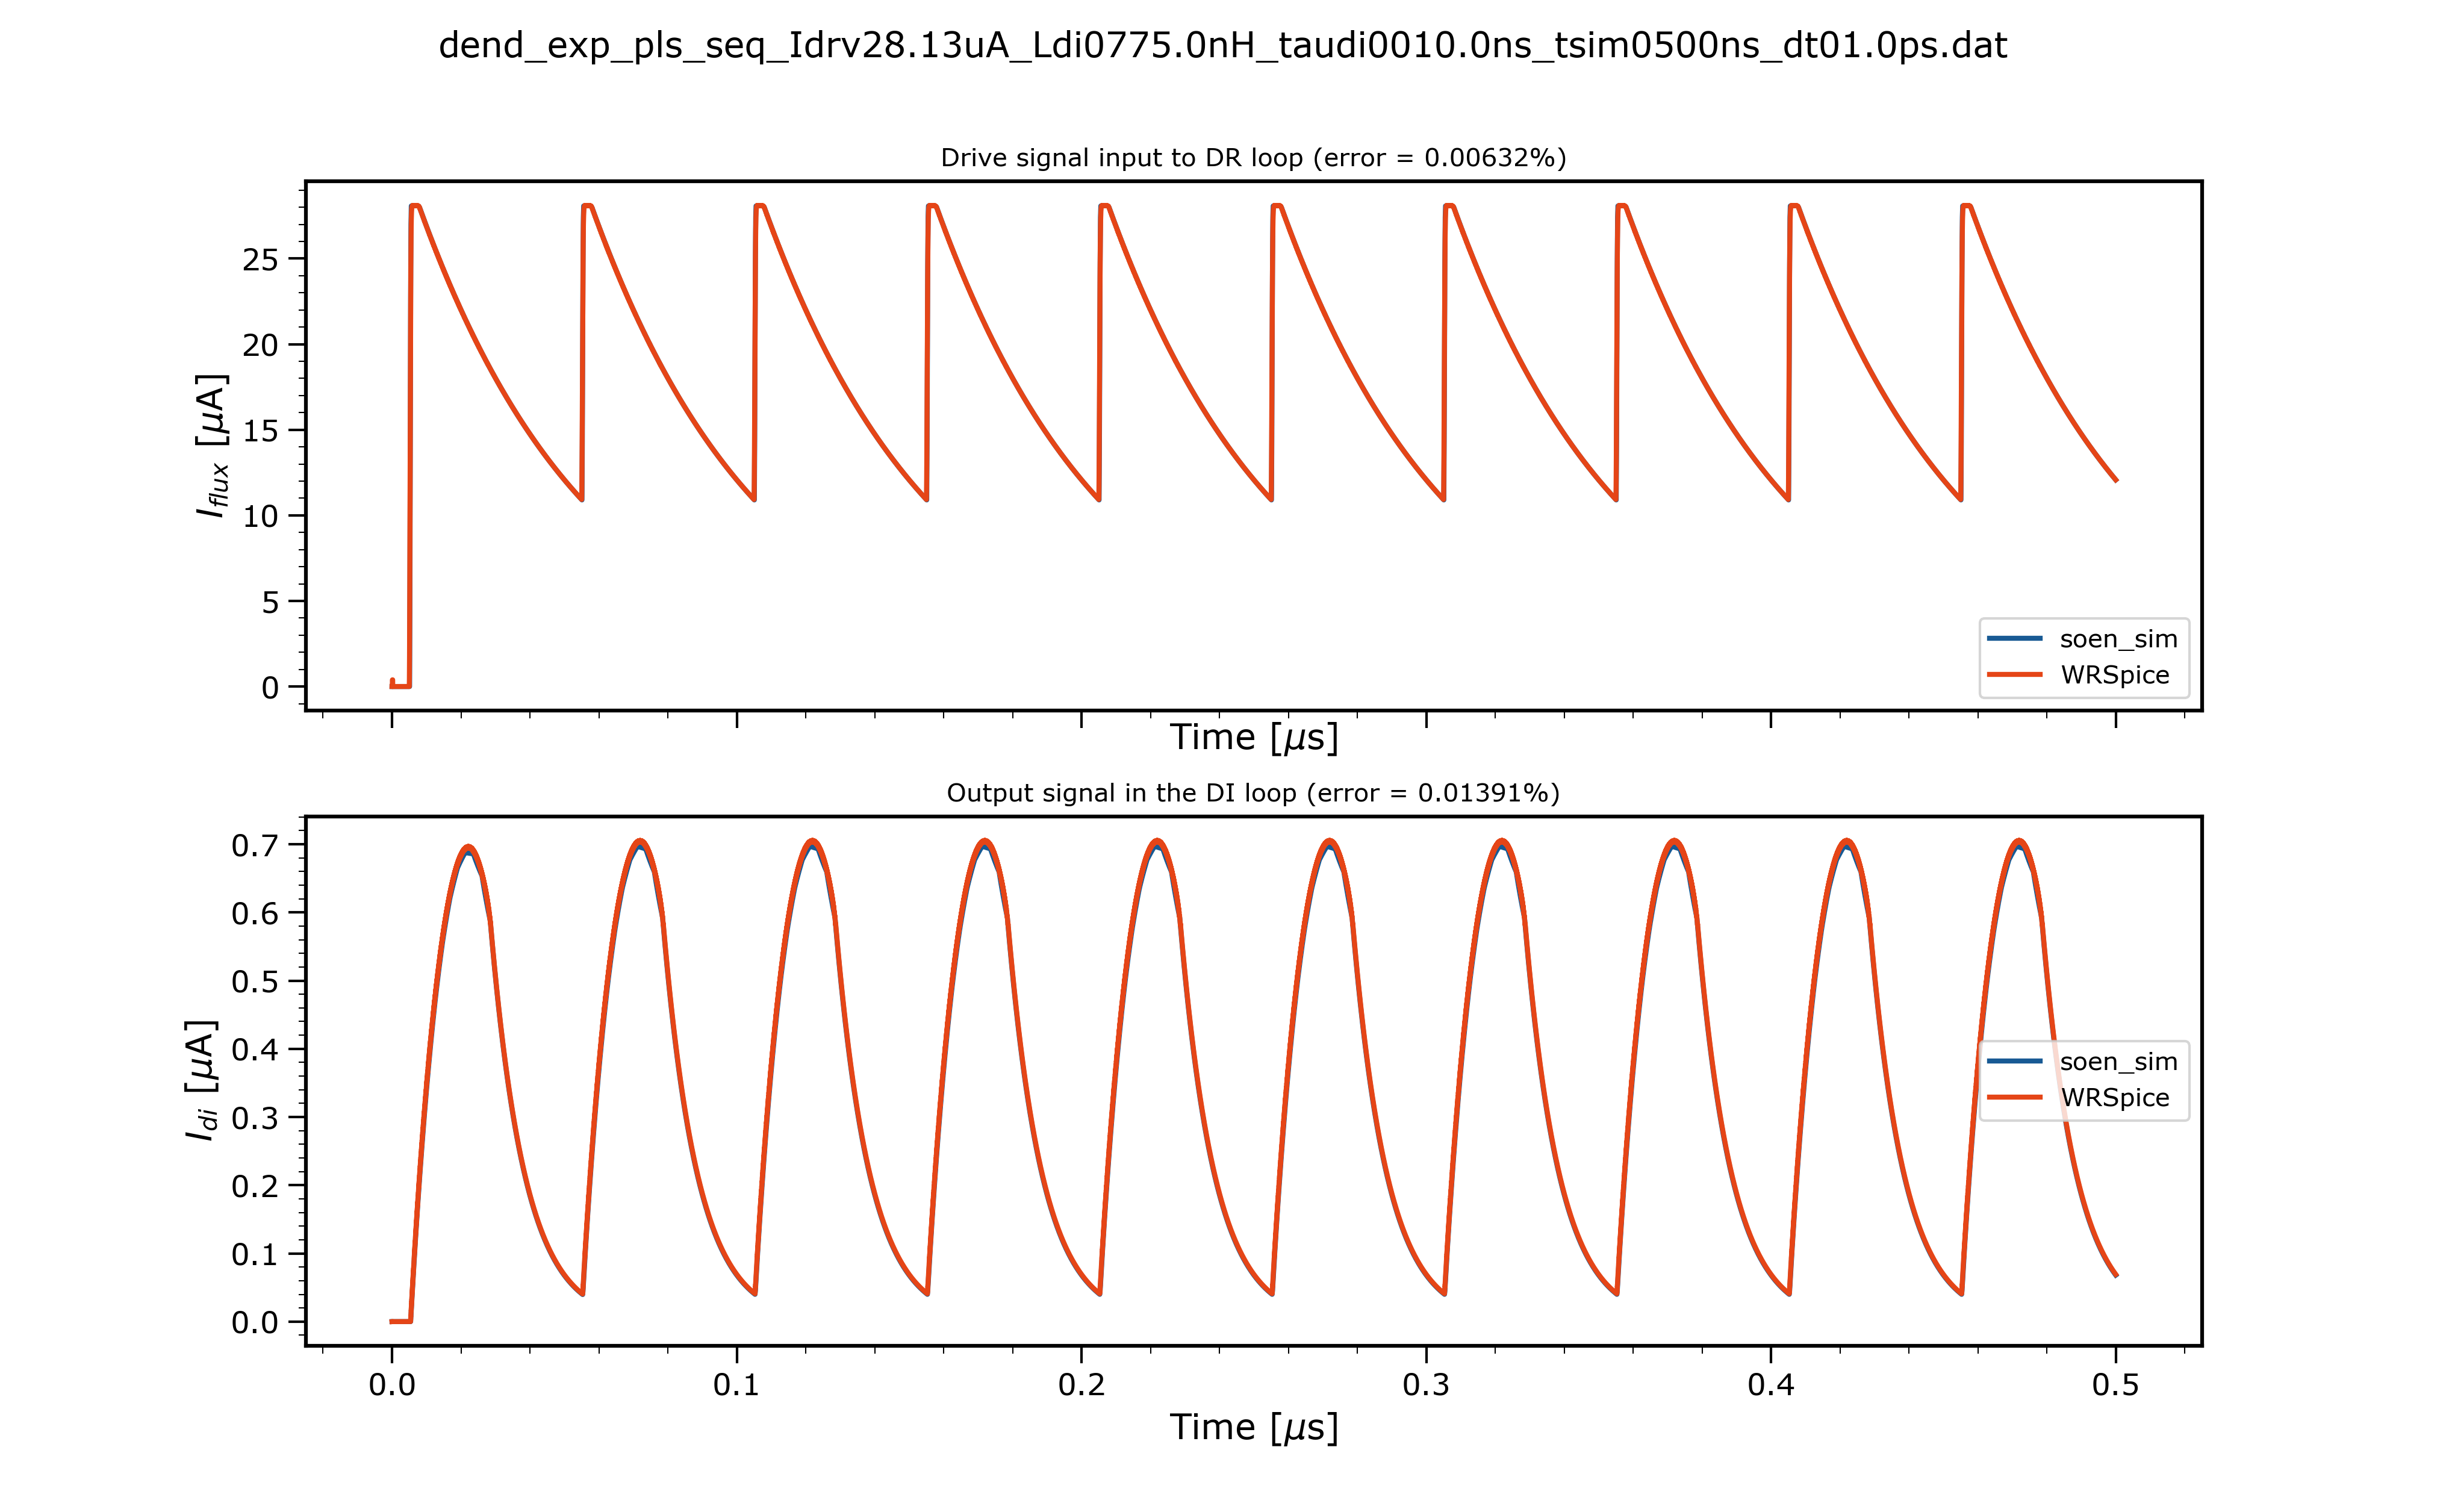 dend_exp_pls_seq_Idrv28.13uA_Ldi0775.0nH_taudi0010.0ns_tsim0500ns_dt01.0ps.dat
Drive signal input to DR loop (error = 0.00632%)
25
20
15
10
5
0
I_flux [μA]
soen_sim
WRSpice
Time [μs]
Output signal in the DI loop (error = 0.01391%)
0.7
0.6
0.5
0.4
0.3
0.2
0.1
0.0
I_di [μA]
soen_sim
WRSpice
0.0 0.1 0.2 0.3 0.4 0.5
Time [μs]